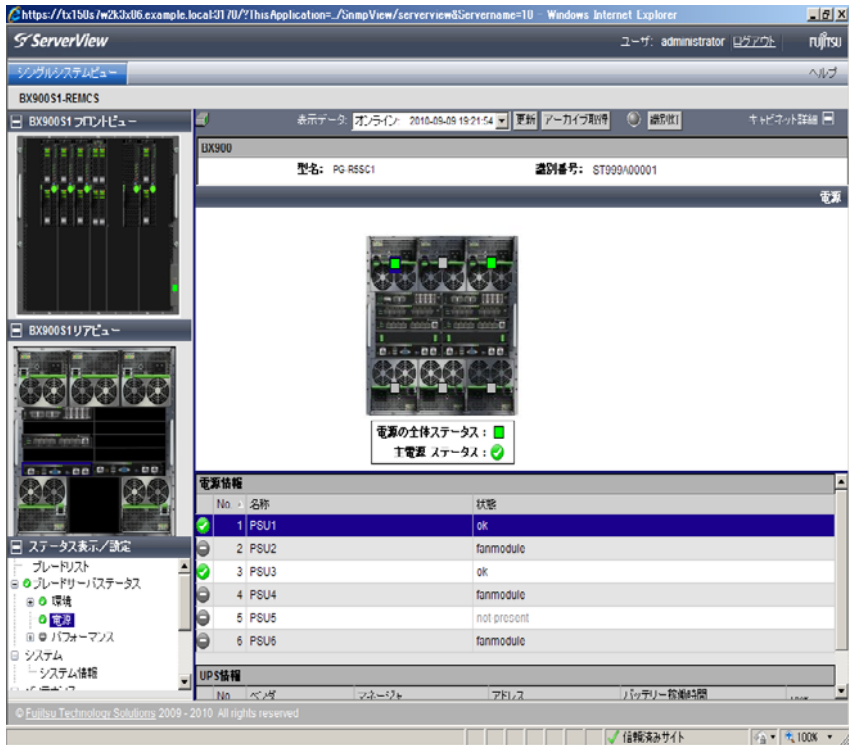 https://tx150s7w2k3x06.example.local:3170/?ThisApplication=../SnmpView/serverview&Servername=10 - Windows Internet Explorer
ServerView
ユーザ: administrator ログアウト FUJITSU
シングルシステムビュー ヘルプ
BX900S1-REMCS
BX900S1フロントビュー
表示データ: オンライン: 2010-09-09 19:21:54 更新 アーカイブ取得 識別灯 キャビネット詳細
BX900
型名: PG-R5SC1 識別番号: ST999A00001
電源
BX900S1リアビュー
電源の全体ステータス:
主電源 ステータス:
電源情報
No. 名称 状態
1 PSU1 ok
2 PSU2 fanmodule
3 PSU3 ok
4 PSU4 fanmodule
5 PSU5 not present
6 PSU6 fanmodule
ステータス表示/設定
ブレードリスト
ブレードサーバステータス
環境
電源
パフォーマンス
システム
システム情報
UPS情報
No. ベンダ マネージャ アドレス バッテリー稼働時間
© Fujitsu Technology Solutions 2009 - 2010 All rights reserved
信頼済みサイト 100%